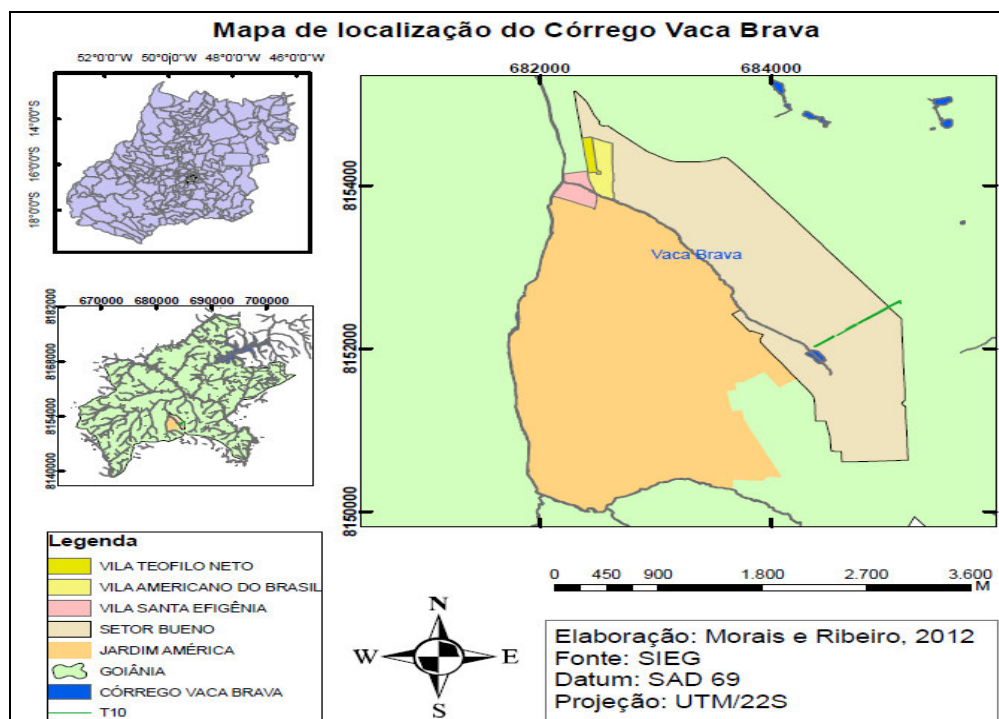 Mapa de localização do Córrego Vaca Brava
52°0'0"W 50°0'0"W 48°0'0"W 46°0'0"W
14°0'0"S
16°0'0"S
18°0'0"S
670000 680000 690000 700000
8182000
8168000
8154000
8140000
682000 684000
8154000
8152000
8150000
Vaca Brava
Legenda
VILA TEOFILO NETO
VILA AMERICANO DO BRASIL
VILA SANTA EFIGÊNIA
SETOR BUENO
JARDIM AMÉRICA
GOIÂNIA
CÓRREGO VACA BRAVA
T10
N
W E
S
0 450 900 1.800 2.700 3.600
M
Elaboração: Morais e Ribeiro, 2012
Fonte: SIEG
Datum: SAD 69
Projeção: UTM/22S